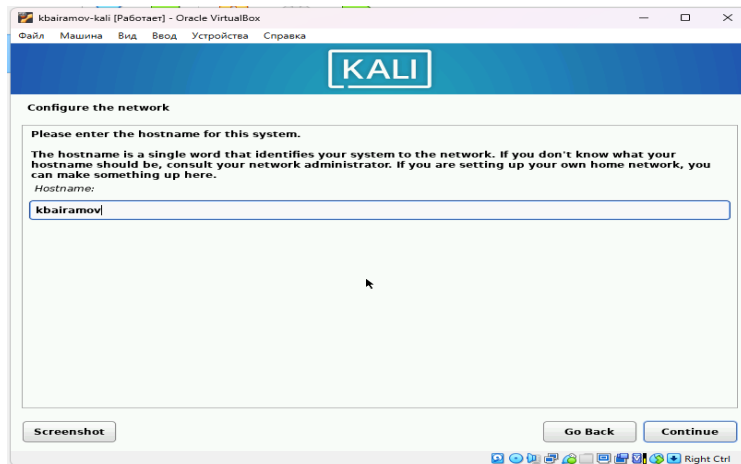 kbairamov-kali [Работает] - Oracle VirtualBox
Файл Машина Вид Ввод Устройства Справка
KALI
Configure the network
Please enter the hostname for this system.
The hostname is a single word that identifies your system to the network. If you don't know what your
hostname should be, consult your network administrator. If you are setting up your own home network, you
can make something up here.
Hostname:
kbairamov
Screenshot
Go Back
Continue
Right Ctrl